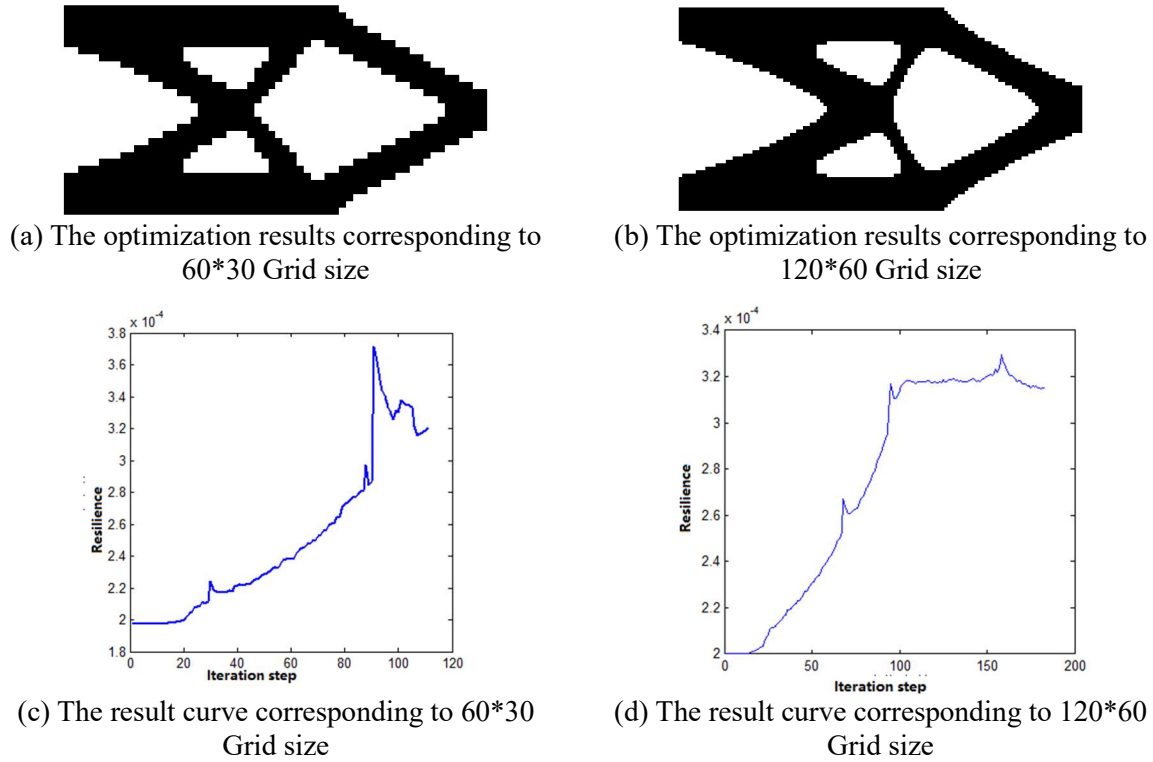 (a) The optimization results corresponding to
60*30 Grid size
(b) The optimization results corresponding to
120*60 Grid size
x 10⁻⁴
3.8
3.6
3.4
3.2
3
2.8
2.6
2.4
2.2
2
1.8
0
20
40
60
80
100
120
Resilience
Iteration step
x 10⁻⁴
3.4
3.2
3
2.8
2.6
2.4
2.2
2
0
50
100
150
200
Resilience
Iteration step
(c) The result curve corresponding to 60*30
Grid size
(d) The result curve corresponding to 120*60
Grid size